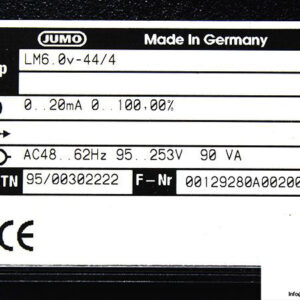 JUMO Made in Germany
p LM6.0v-44/4
0..20mA 0..100,00%
AC48..62Hz 95..253V 90 VA
TN 95/00302222 F-Nr 00129280A00200
CE